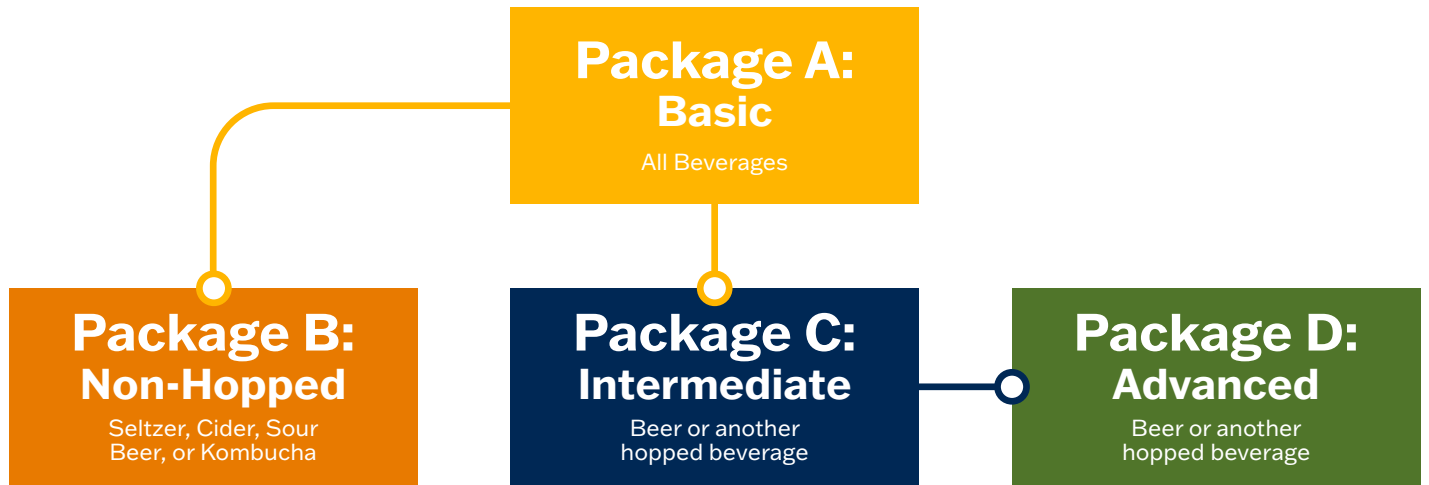 Package A:
Basic
All Beverages
Package B:
Non-Hopped
Seltzer, Cider, Sour
Beer, or Kombucha
Package C:
Intermediate
Beer or another
hopped beverage
Package D:
Advanced
Beer or another
hopped beverage